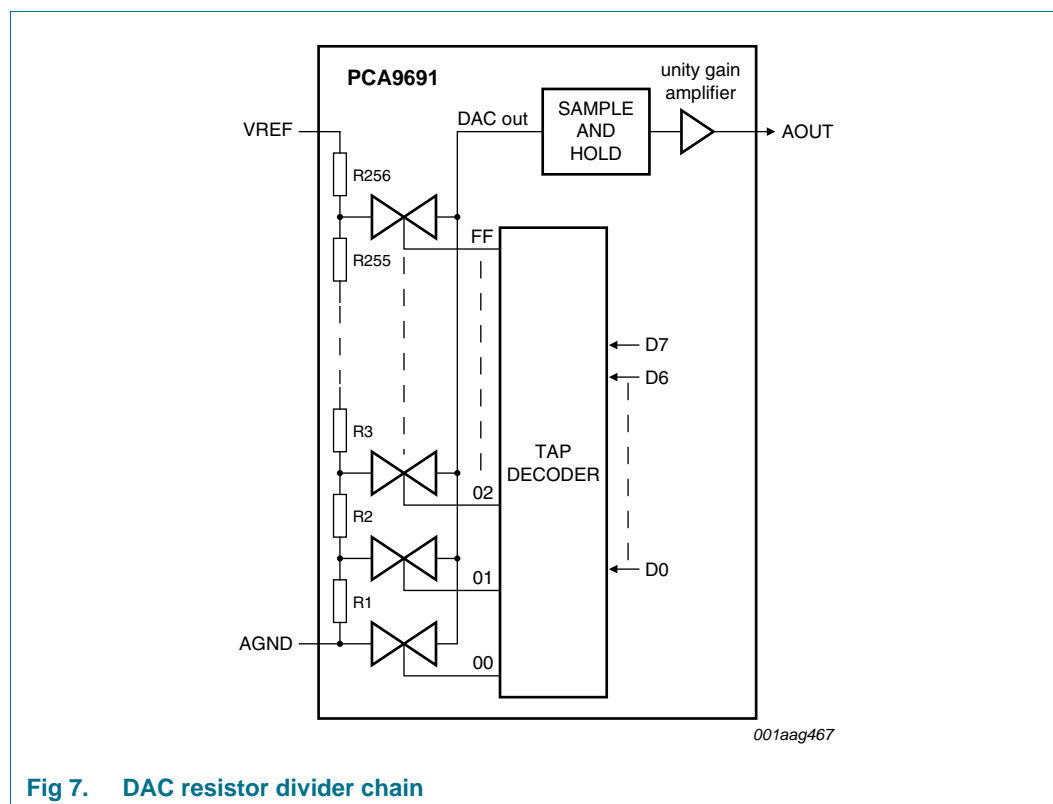 PCA9691
unity gain
amplifier
SAMPLE
AND
HOLD
DAC out
VREF
AOUT
R256
FF
R255
D7
D6
R3
TAP
DECODER
02
R2
D0
01
R1
AGND
00
001aag467
Fig 7. DAC resistor divider chain